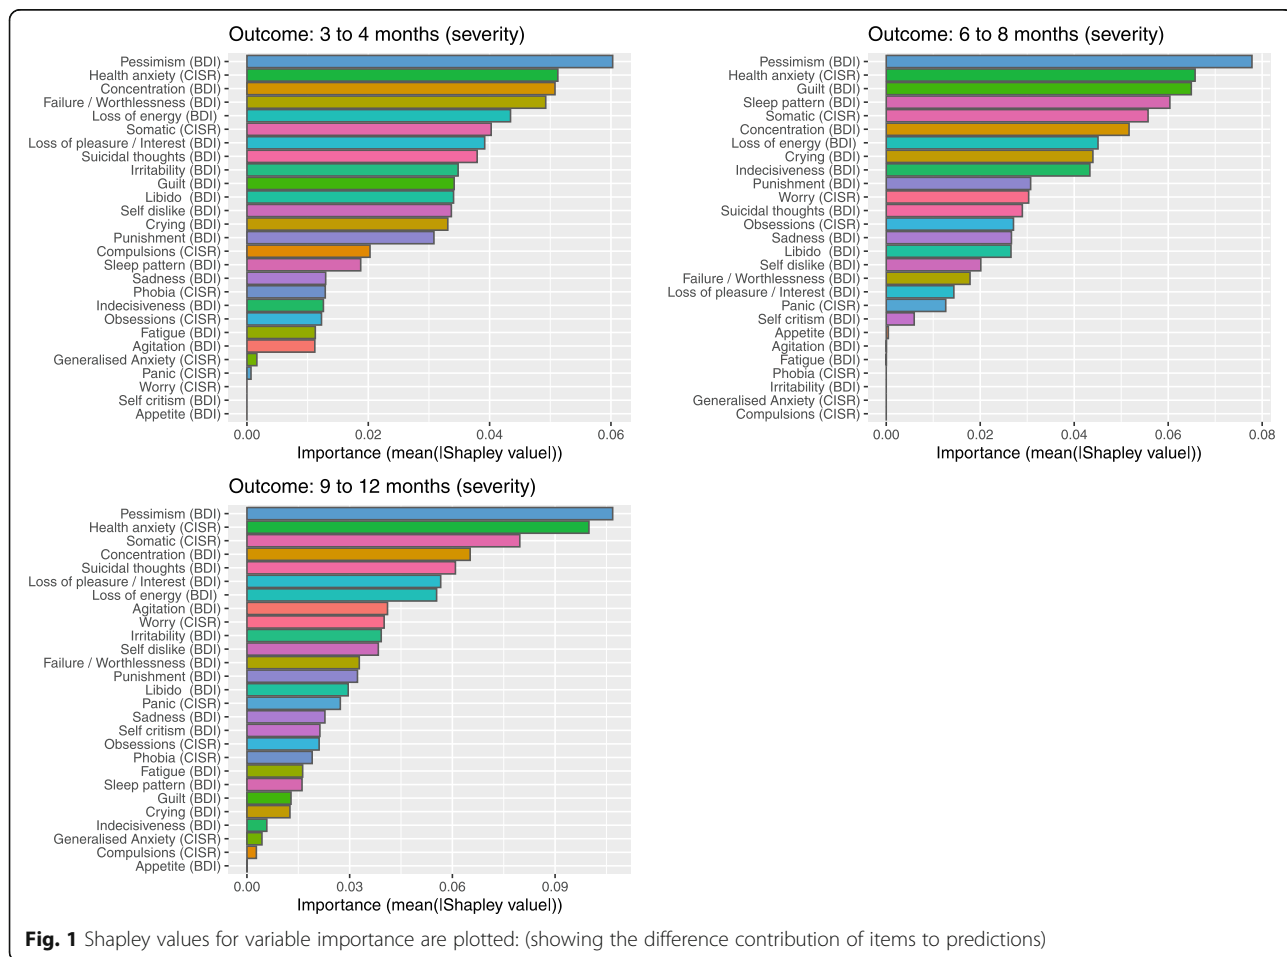 Outcome: 3 to 4 months (severity)
Pessimism (BDI)
Health anxiety (CISR)
Concentration (BDI)
Failure / Worthlessness (BDI)
Loss of energy (BDI)
Somatic (CISR)
Loss of pleasure / Interest (BDI)
Suicidal thoughts (BDI)
Irritability (BDI)
Guilt (BDI)
Libido (BDI)
Self dislike (BDI)
Crying (BDI)
Punishment (BDI)
Compulsions (CISR)
Sleep pattern (BDI)
Sadness (BDI)
Phobia (CISR)
Indecisiveness (BDI)
Obsessions (CISR)
Fatigue (BDI)
Agitation (BDI)
Generalised Anxiety (CISR)
Panic (CISR)
Worry (CISR)
Self critism (BDI)
Appetite (BDI)
0.00 0.02 0.04 0.06
Importance (mean(|Shapley value|))
Outcome: 6 to 8 months (severity)
Pessimism (BDI)
Health anxiety (CISR)
Guilt (BDI)
Sleep pattern (BDI)
Somatic (CISR)
Concentration (BDI)
Loss of energy (BDI)
Crying (BDI)
Indecisiveness (BDI)
Punishment (BDI)
Worry (CISR)
Suicidal thoughts (BDI)
Obsessions (CISR)
Sadness (BDI)
Libido (BDI)
Self dislike (BDI)
Failure / Worthlessness (BDI)
Loss of pleasure / Interest (BDI)
Panic (CISR)
Self critism (BDI)
Appetite (BDI)
Agitation (BDI)
Fatigue (BDI)
Phobia (CISR)
Irritability (BDI)
Generalised Anxiety (CISR)
Compulsions (CISR)
0.00 0.02 0.04 0.06 0.08
Importance (mean(|Shapley value|))
Outcome: 9 to 12 months (severity)
Pessimism (BDI)
Health anxiety (CISR)
Somatic (CISR)
Concentration (BDI)
Suicidal thoughts (BDI)
Loss of pleasure / Interest (BDI)
Loss of energy (BDI)
Agitation (BDI)
Worry (CISR)
Irritability (BDI)
Self dislike (BDI)
Failure / Worthlessness (BDI)
Punishment (BDI)
Libido (BDI)
Panic (CISR)
Sadness (BDI)
Self critism (BDI)
Obsessions (CISR)
Phobia (CISR)
Fatigue (BDI)
Sleep pattern (BDI)
Guilt (BDI)
Crying (BDI)
Indecisiveness (BDI)
Generalised Anxiety (CISR)
Compulsions (CISR)
Appetite (BDI)
0.00 0.03 0.06 0.09
Importance (mean(|Shapley value|))
Fig. 1 Shapley values for variable importance are plotted: (showing the difference contribution of items to predictions)